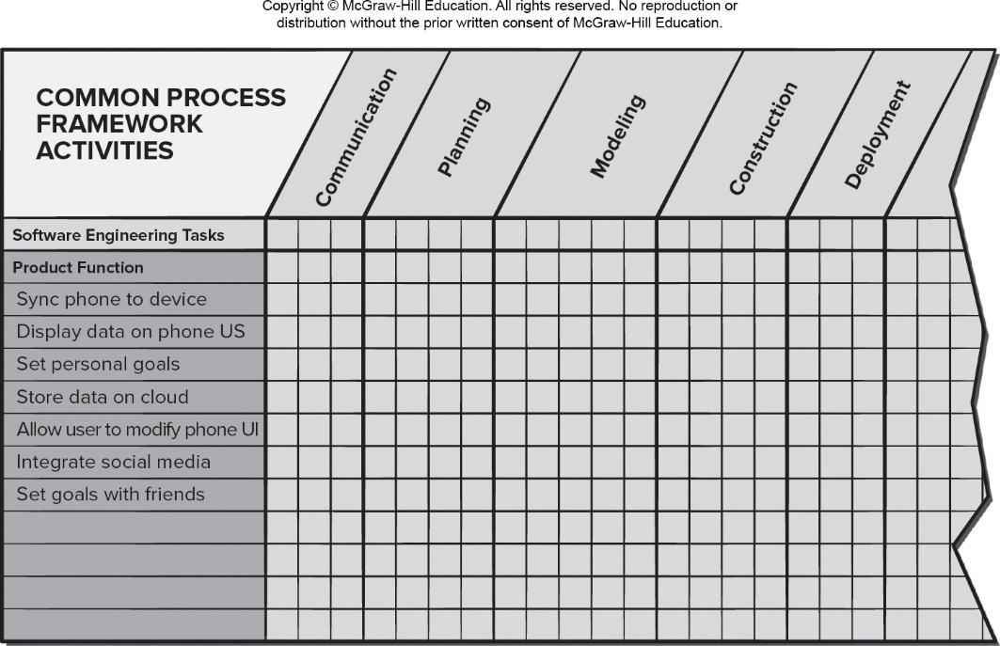 Copyright © McGraw-Hill Education. All rights reserved. No reproduction or
distribution without the prior written consent of McGraw-Hill Education.
COMMON PROCESS
FRAMEWORK
ACTIVITIES
Communication
Planning
Modeling
Construction
Deployment
Software Engineering Tasks
Product Function
Sync phone to device
Display data on phone US
Set personal goals
Store data on cloud
Allow user to modify phone UI
Integrate social media
Set goals with friends